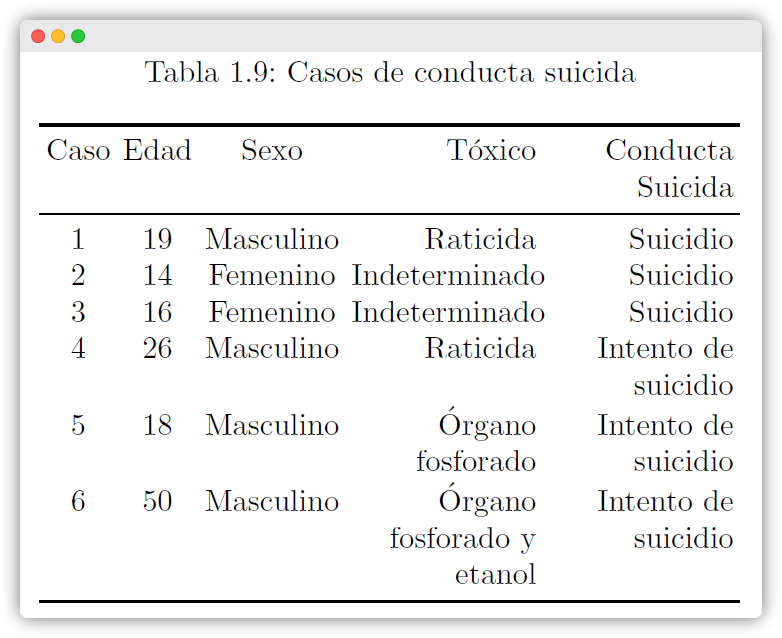 Tabla 1.9: Casos de conducta suicida
Caso Edad Sexo Tóxico Conducta
Suicida
1 19 Masculino Raticida Suicidio
2 14 Femenino Indeterminado Suicidio
3 16 Femenino Indeterminado Suicidio
4 26 Masculino Raticida Intento de
suicidio
5 18 Masculino Órgano Intento de
fosforado suicidio
6 50 Masculino Órgano Intento de
fosforado y suicidio
etanol